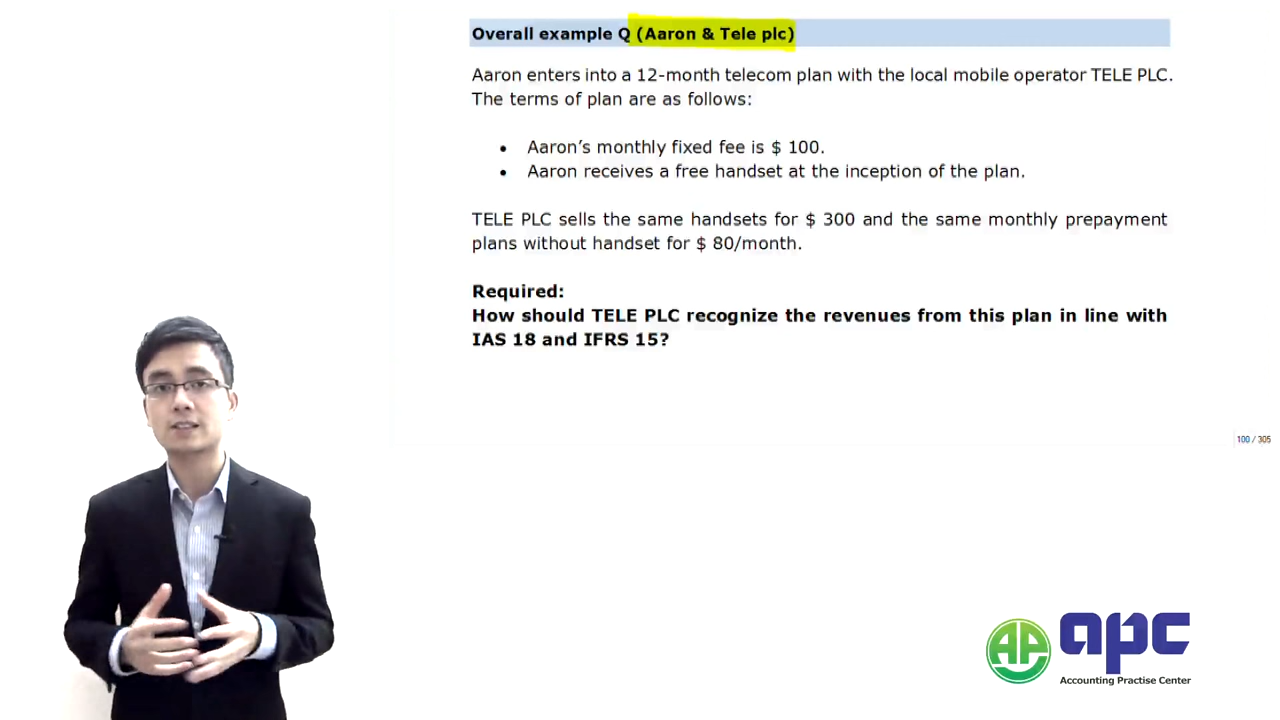 Overall example Q (Aaron & Tele plc)
Aaron enters into a 12-month telecom plan with the local mobile operator TELE PLC.
The terms of plan are as follows:
• Aaron’s monthly fixed fee is $ 100.
• Aaron receives a free handset at the inception of the plan.
TELE PLC sells the same handsets for $ 300 and the same monthly prepayment
plans without handset for $ 80/month.
Required:
How should TELE PLC recognize the revenues from this plan in line with
IAS 18 and IFRS 15?
100 / 305
AP apc
Accounting Practise Center